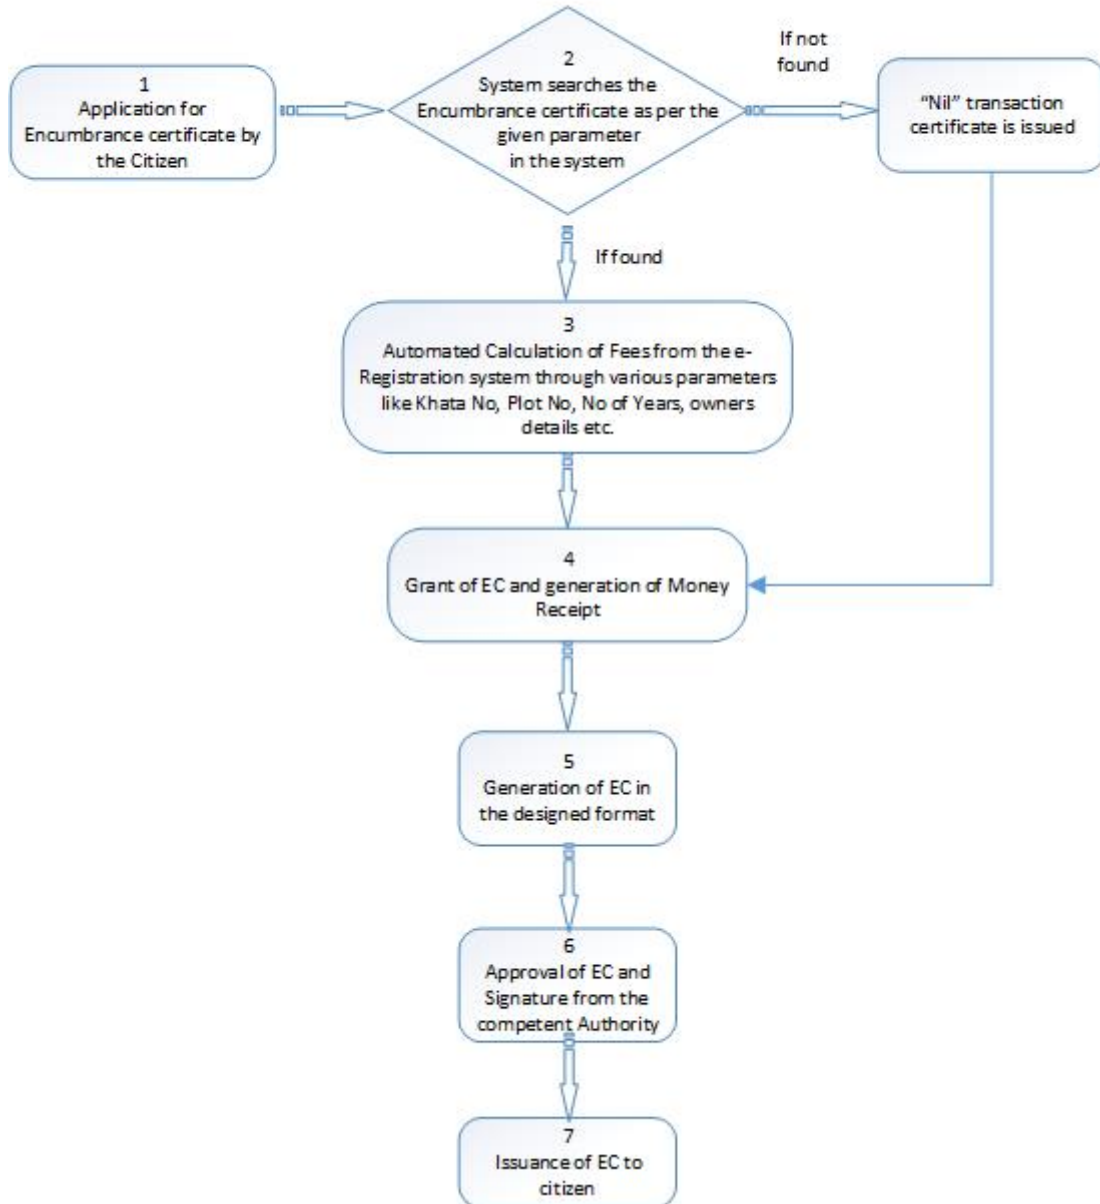 1
Application for
Encumbrance certificate by
the Citizen
2
System searches the
Encumbrance certificate as per the
given parameter
in the system
If not
found
“Nil” transaction
certificate is issued
If found
3
Automated Calculation of Fees from the e-
Registration system through various parameters
like Khata No, Plot No, No of Years, owners
details etc.
4
Grant of EC and generation of Money
Receipt
5
Generation of EC in
the designed format
6
Approval of EC and
Signature from the
competent Authority
7
Issuance of EC to
citizen